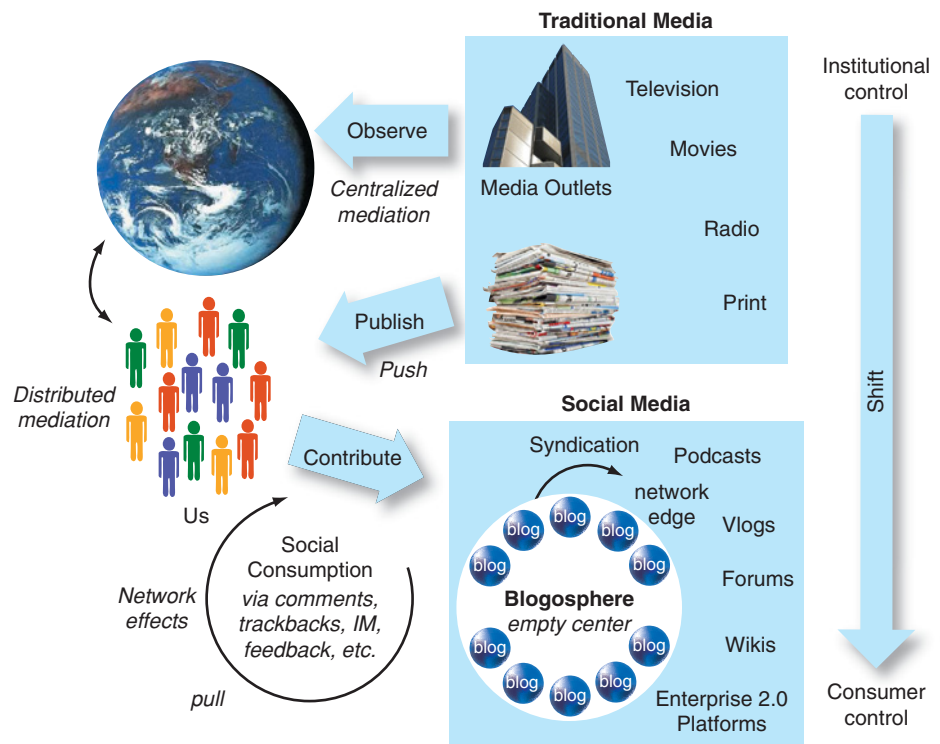 Traditional Media
Television
Movies
Media Outlets
Radio
Print
Institutional
control
Observe
Centralized
mediation
Publish
Push
Distributed
mediation
Us
Contribute
Shift
Social Media
Syndication
Podcasts
network
edge
Vlogs
Forums
Wikis
Enterprise 2.0
Platforms
blog
blog
blog
blog
blog
blog
Blogosphere
empty center
blog
blog
blog
blog
blog
Social
Consumption
via comments,
trackbacks, IM,
feedback, etc.
Network
effects
pull
Consumer
control